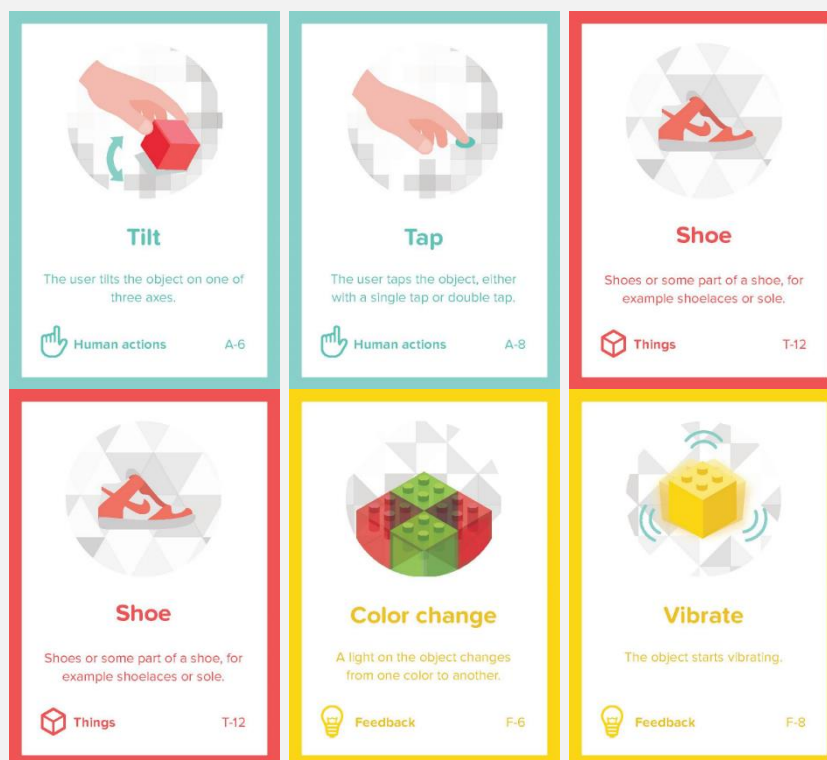 Tilt
The user tilts the object on one of
three axes.
Human actions A-6
Tap
The user taps the object, either
with a single tap or double tap.
Human actions A-8
Shoe
Shoes or some part of a shoe, for
example shoelaces or sole.
Things T-12
Shoe
Shoes or some part of a shoe, for
example shoelaces or sole.
Things T-12
Color change
A light on the object changes
from one color to another.
Feedback F-6
Vibrate
The object starts vibrating.
Feedback F-8